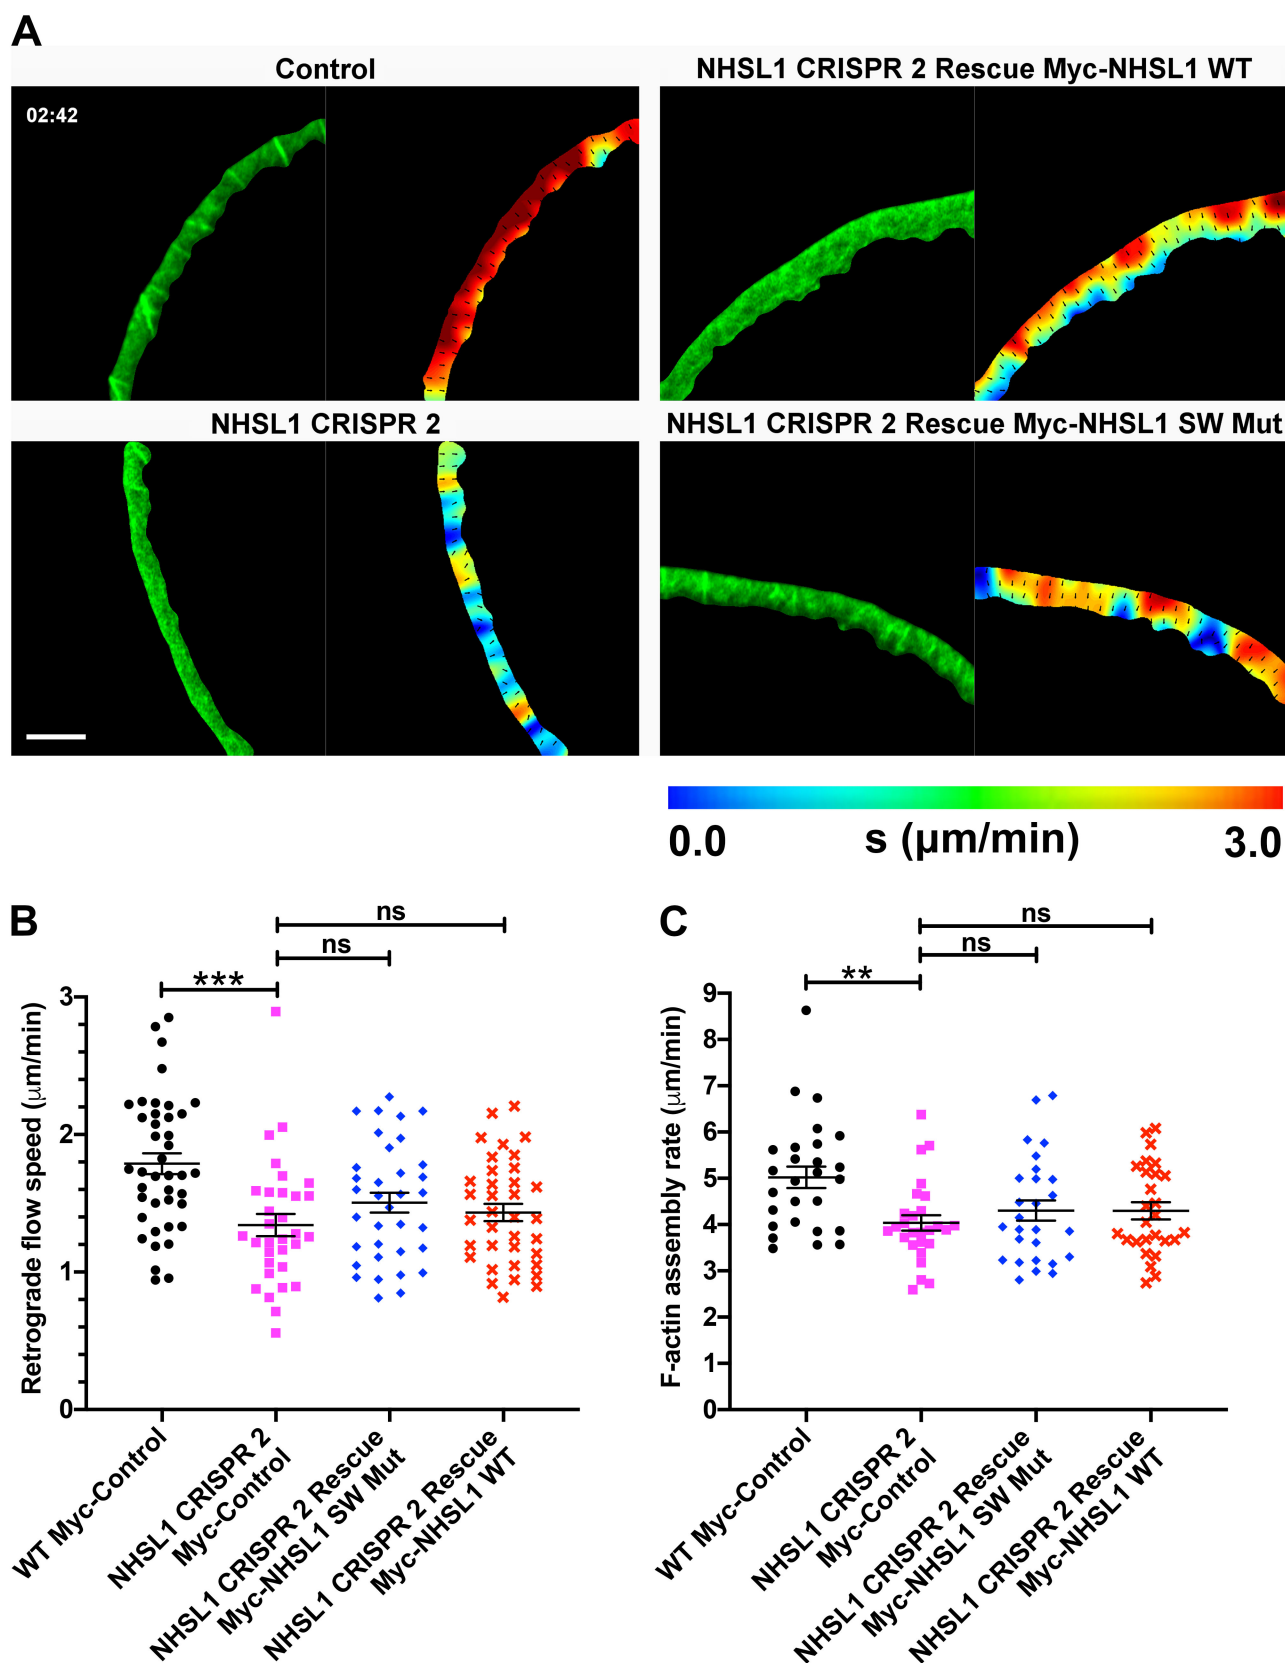 A
Control
NHSL1 CRISPR 2 Rescue Myc-NHSL1 WT
02:42
NHSL1 CRISPR 2
NHSL1 CRISPR 2 Rescue Myc-NHSL1 SW Mut
0.0
s (µm/min)
3.0
B
ns
ns
***
Retrograde flow speed (µm/min)
3
2
1
0
WT Myc-Control
NHSL1 CRISPR 2
Myc-Control
NHSL1 CRISPR 2 Rescue
Myc-NHSL1 SW Mut
NHSL1 CRISPR 2 Rescue
Myc-NHSL1 WT
C
ns
ns
**
F-actin assembly rate (µm/min)
9
8
7
6
5
4
3
2
1
0
WT Myc-Control
NHSL1 CRISPR 2
Myc-Control
NHSL1 CRISPR 2 Rescue
Myc-NHSL1 SW Mut
NHSL1 CRISPR 2 Rescue
Myc-NHSL1 WT